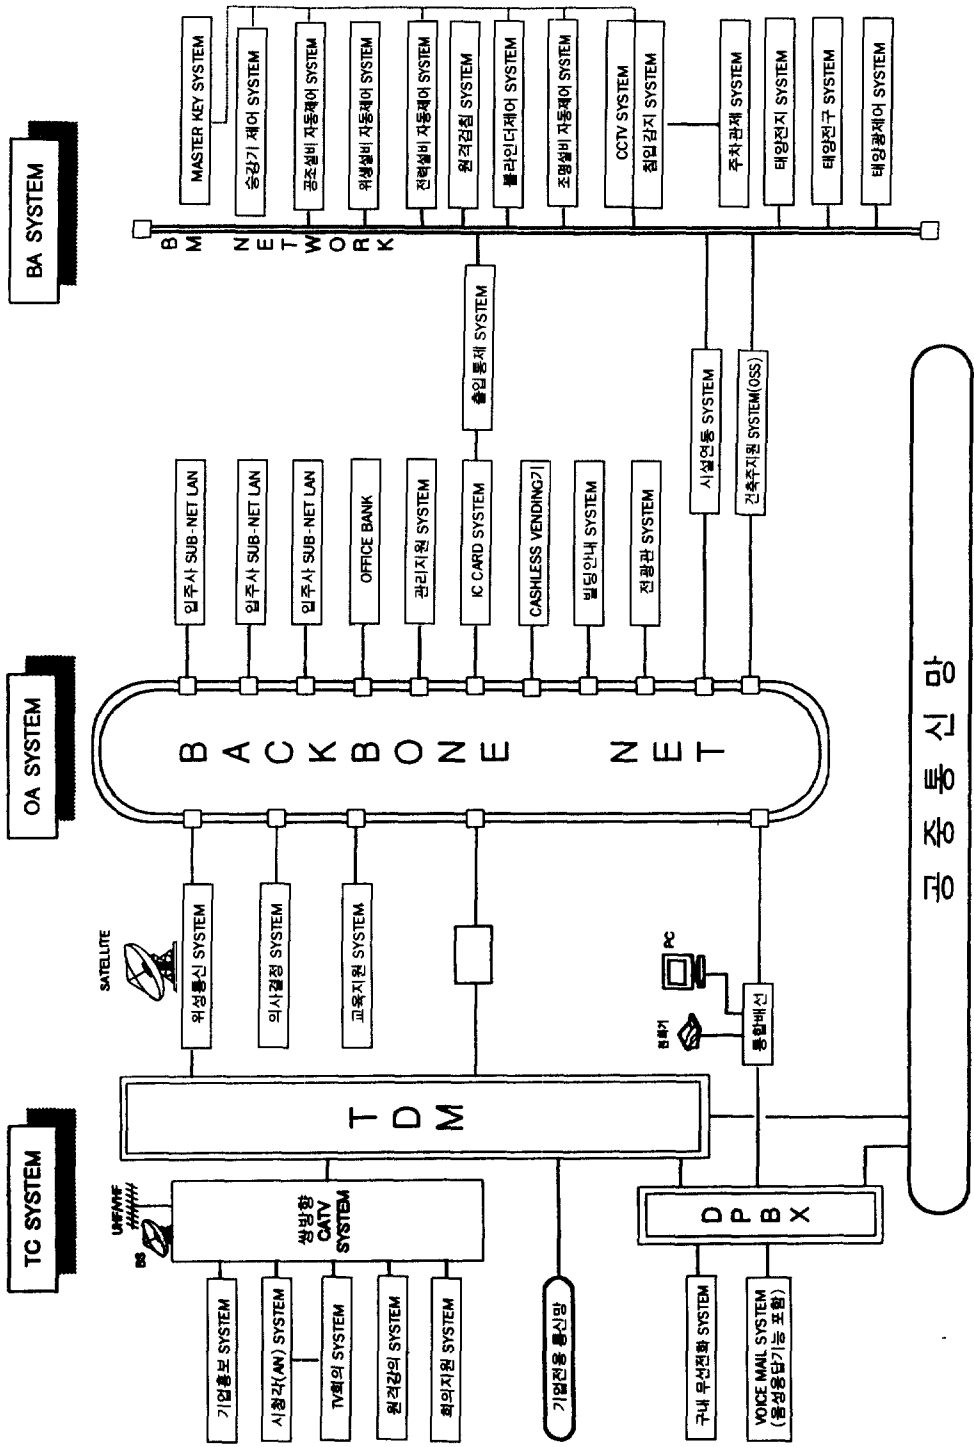 TC SYSTEM
OA SYSTEM
BA SYSTEM
UHF/VHF
BS
쌍방향
CATV
SYSTEM
기업홍보 SYSTEM
시청각(AN) SYSTEM
TV회의 SYSTEM
원격강의 SYSTEM
회의지원 SYSTEM
기업전용 통신망
구내 무선전화 SYSTEM
VOICE MAIL SYSTEM
(음성응답기능 포함)
TDM
DPBX
SATELLITE
위성통신 SYSTEM
의사결정 SYSTEM
교육지원 SYSTEM
전화기
PC
통합배선
BACKBONE NET
입주사 SUB-NET LAN
입주사 SUB-NET LAN
입주사 SUB-NET LAN
OFFICE BANK
관리지원 SYSTEM
IC CARD SYSTEM
CASHLESS VENDING기
빌딩안내 SYSTEM
전광판 SYSTEM
출입통제 SYSTEM
시설연동 SYSTEM
건축주지원 SYSTEM(OSS)
BM NETWORK
MASTER KEY SYSTEM
승강기 제어 SYSTEM
공조설비 자동제어 SYSTEM
위생설비 자동제어 SYSTEM
전력설비 자동제어 SYSTEM
원격검침 SYSTEM
블라인더제어 SYSTEM
조명설비 자동제어 SYSTEM
CCTV SYSTEM
침입감지 SYSTEM
주차관제 SYSTEM
태양전지 SYSTEM
태양전구 SYSTEM
태양광제어 SYSTEM
공중통신망